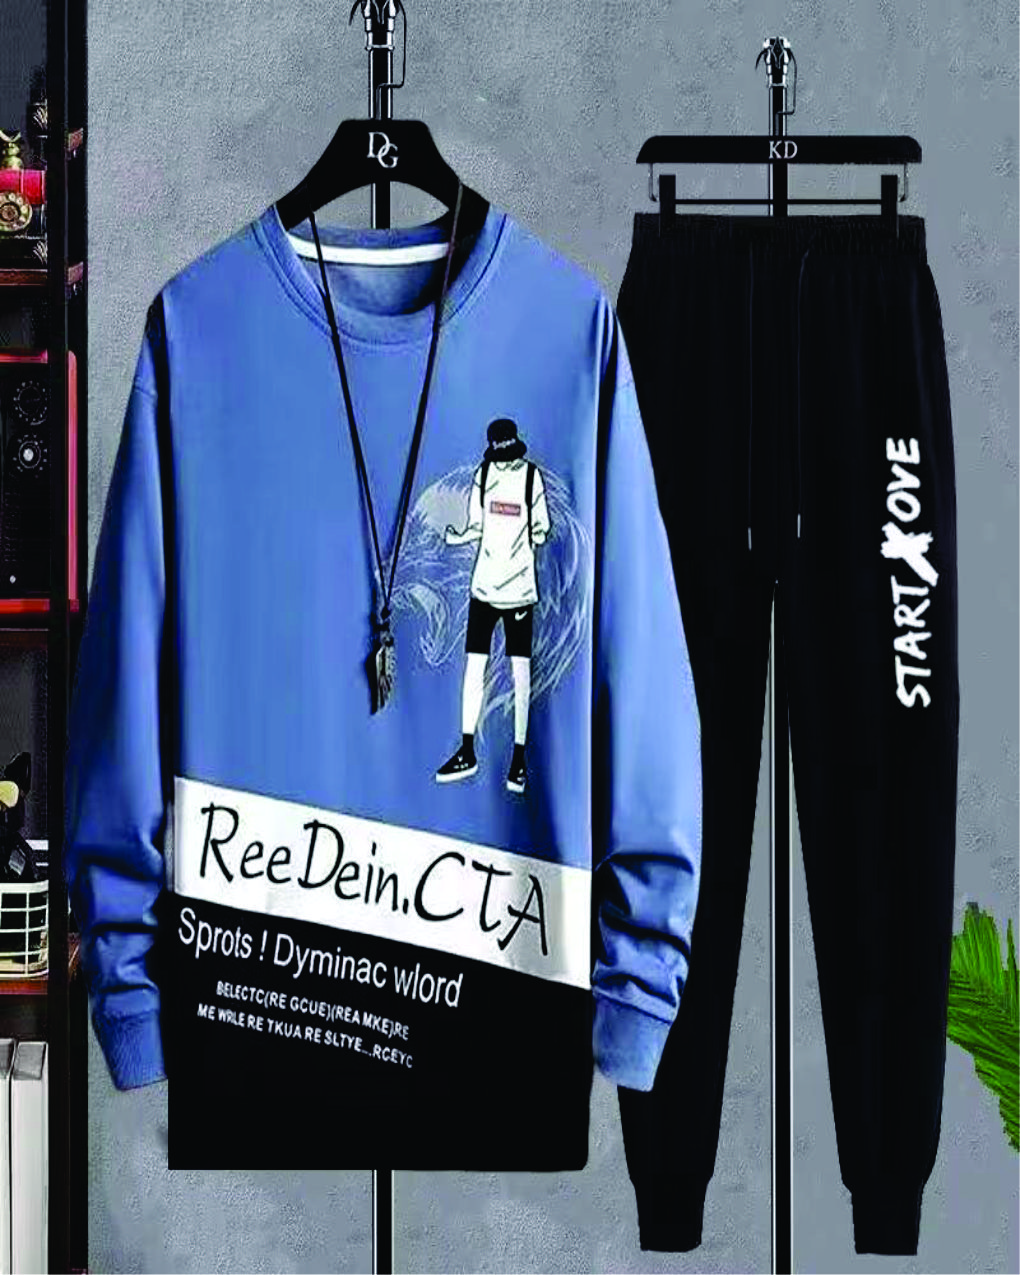 DG
KD
START X OVE
ReeDein.CTA
Sprots ! Dyminac wlord
BELECTC(RE GCUE)(REA MKE)RE
ME WRLE RE TKUA RE SLTYE....RCEYC